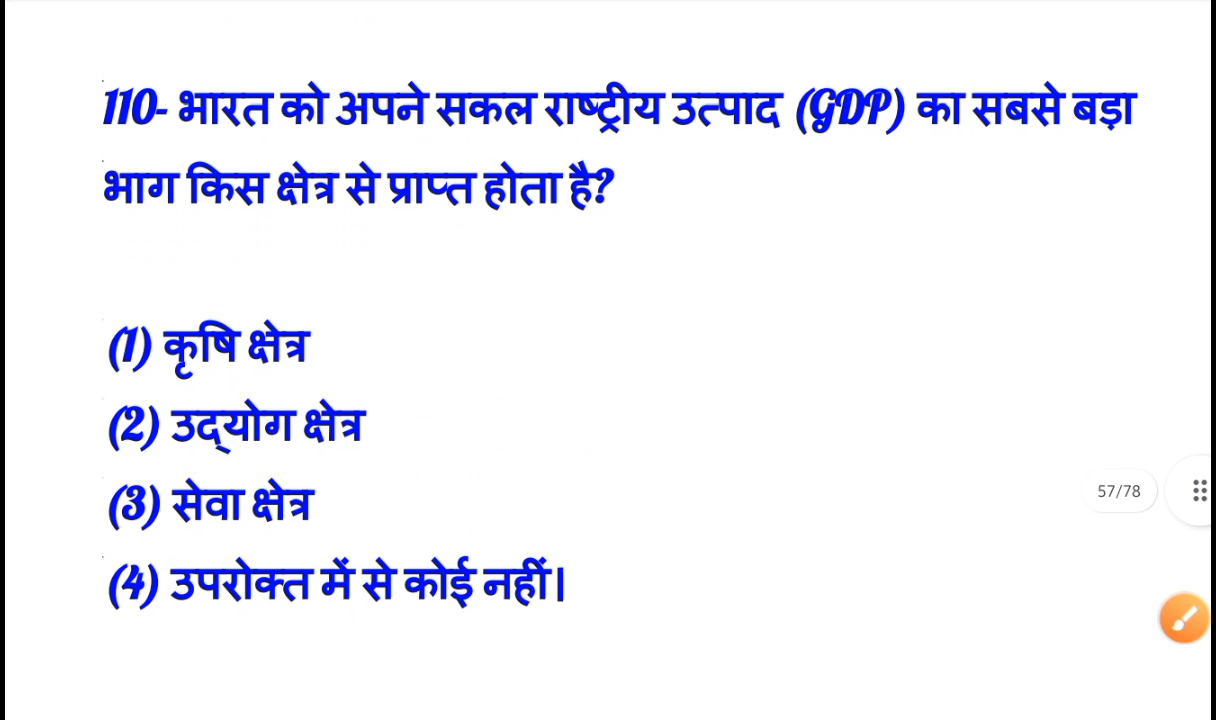 110- भारत को अपने सकल राष्ट्रीय उत्पाद (GDP) का सबसे बड़ा
भाग किस क्षेत्र से प्राप्त होता है?
(1) कृषि क्षेत्र
(2) उद्‌योग क्षेत्र
(3) सेवा क्षेत्र
57/78
(4) उपरोक्त में से कोई नहीं।